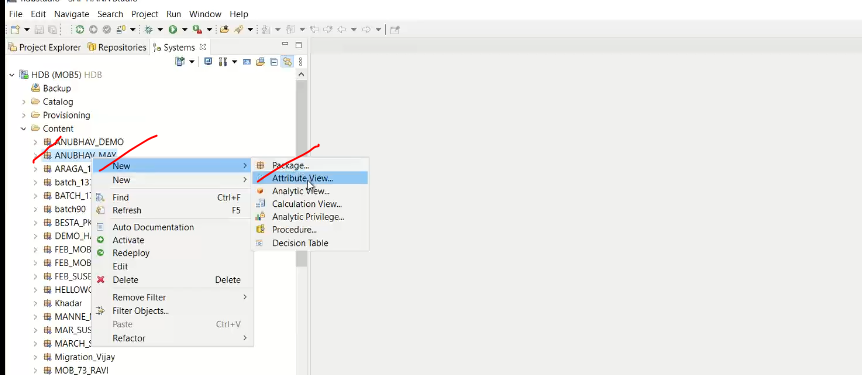 File Edit Navigate Search Project Run Window Help
Project Explorer Repositories Systems
HDB (MOB5) HDB
Backup
Catalog
Provisioning
Content
ANUBHAV_DEMO
ANUBHAV_MAY
ARAGA_1
batch_13
BATCH_1
batch90
BESTA_PK
DEMO_HA
FEB_MOB
FEB_MOB
FEB_SUSE
HELLOW
Khadar
MANNE_
MAR_SUS
MARCH_S
Migration_Vijay
MOB_73_RAVI
New
New
Find Ctrl+F
Refresh F5
Auto Documentation
Activate
Redeploy
Edit
Delete Delete
Remove Filter
Filter Objects...
Paste Ctrl+V
Refactor
Package...
Attribute View...
Analytic View...
Calculation View...
Analytic Privilege...
Procedure...
Decision Table